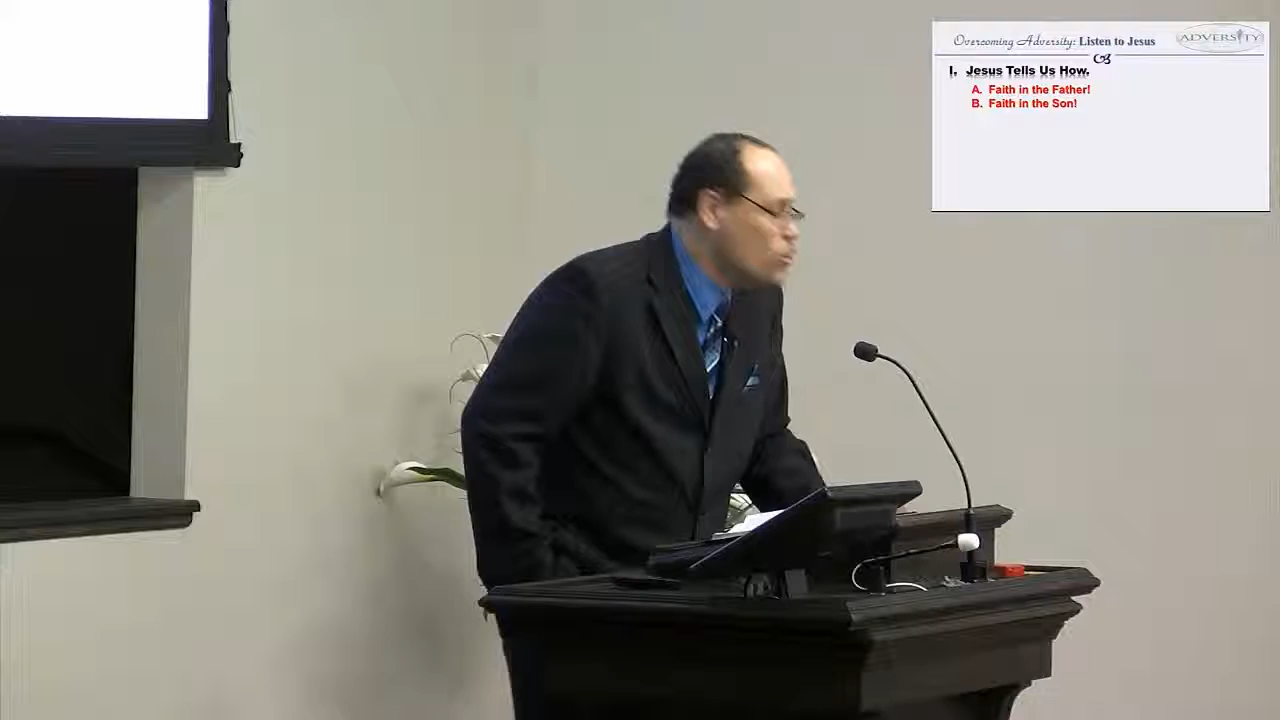 Overcoming Adversity: Listen to Jesus
ADVERSITY
I. Jesus Tells Us How.
A. Faith in the Father!
B. Faith in the Son!